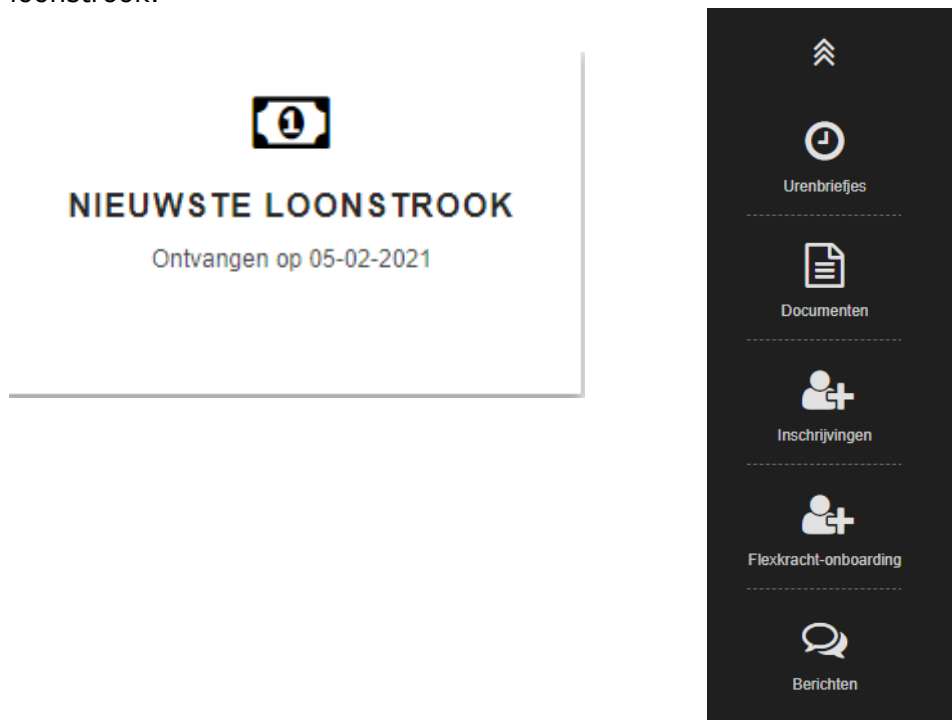 loonstrook.
NIEUWSTE LOONSTROOK
Ontvangen op 05-02-2021
Urenbriefjes
Documenten
Inschrijvingen
Flexkracht-onboarding
Berichten